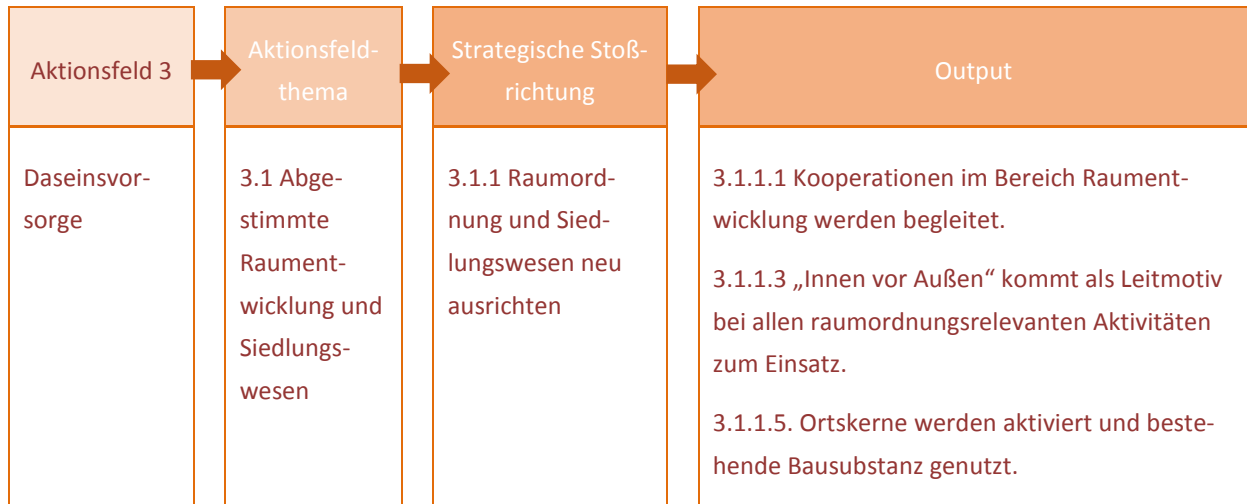 Aktionsfeld 3
Aktionsfeld-
thema
Strategische Stoß-
richtung
Output
Daseinsvor-
sorge
3.1 Abge-
stimmte
Raument-
wicklung und
Siedlungs-
wesen
3.1.1 Raumord-
nung und Sied-
lungswesen neu
ausrichten
3.1.1.1 Kooperationen im Bereich Raument-
wicklung werden begleitet.
3.1.1.3 „Innen vor Außen“ kommt als Leitmotiv
bei allen raumordnungsrelevanten Aktivitäten
zum Einsatz.
3.1.1.5. Ortskerne werden aktiviert und beste-
hende Bausubstanz genutzt.